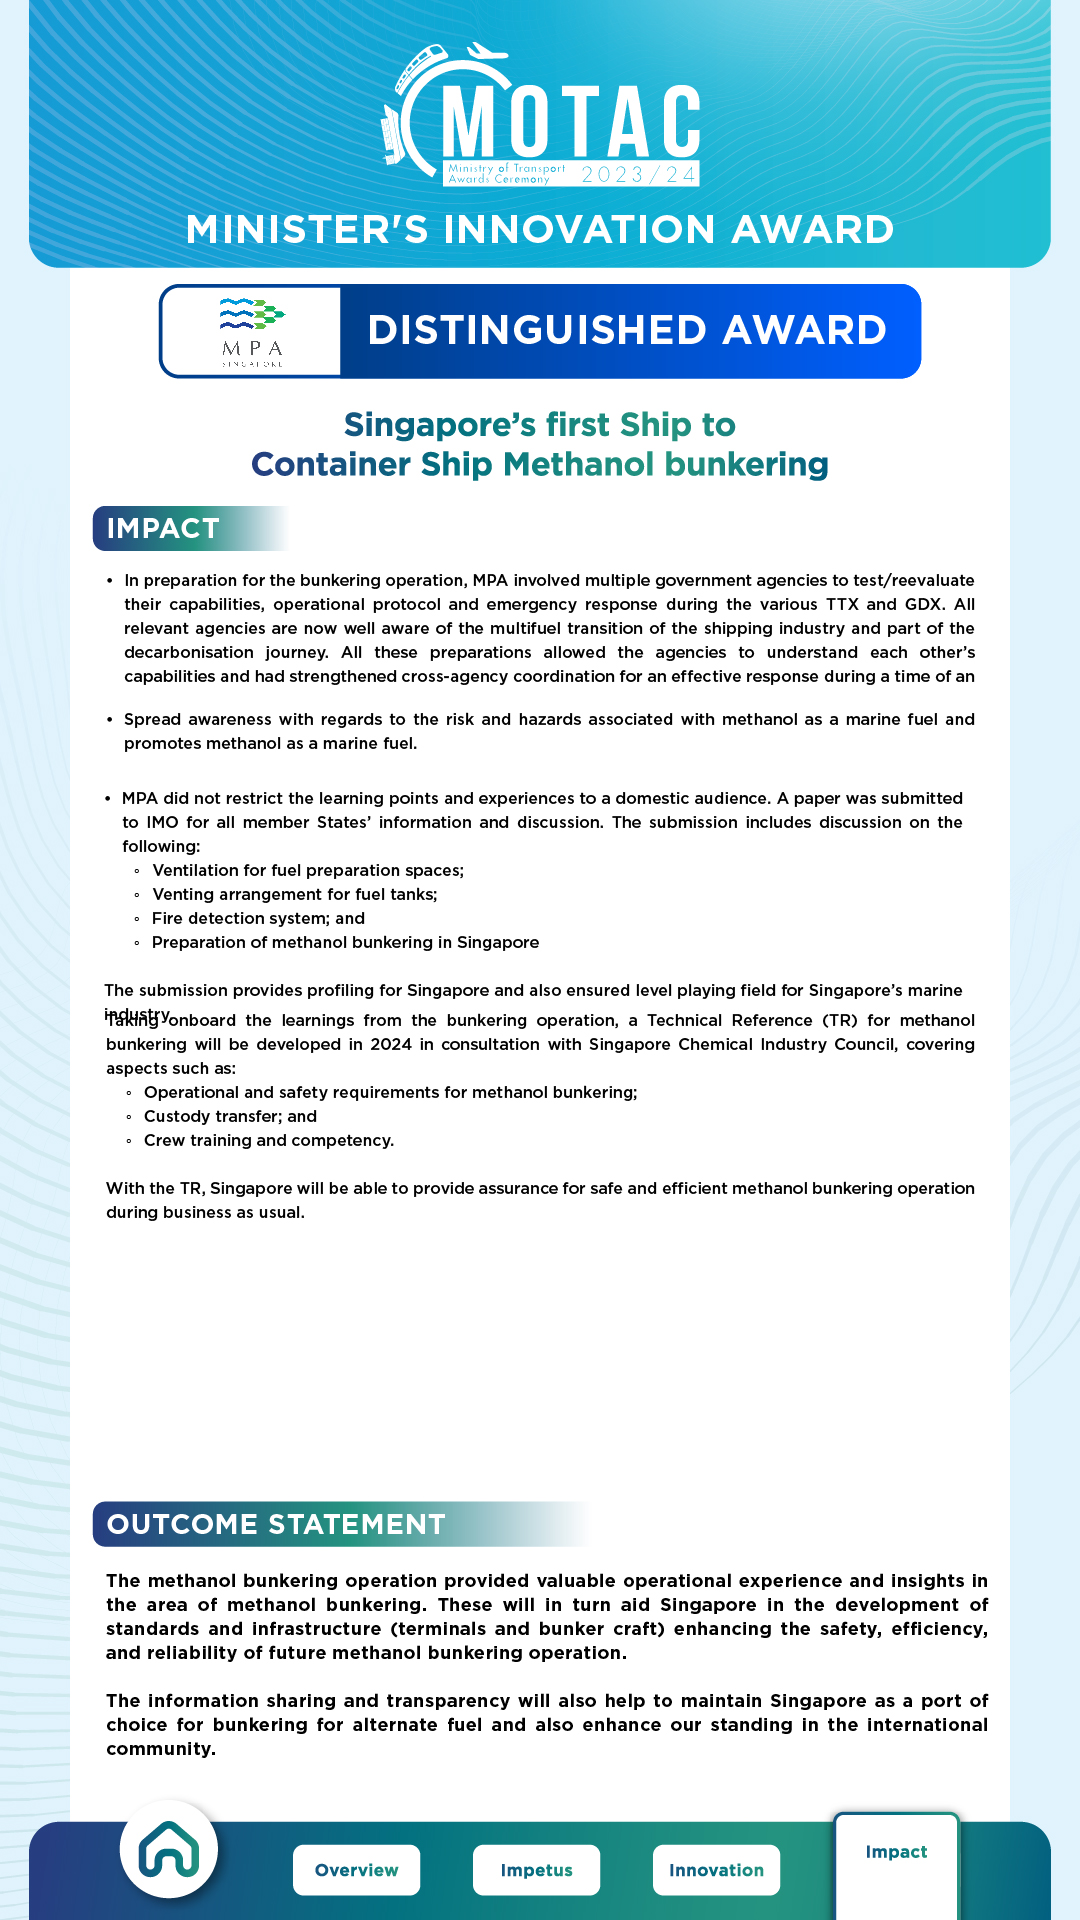 MOTAC
Ministry of Transport
Awards Ceremony 2023/24
MINISTER'S INNOVATION AWARD
MPA
SINGAPORE
DISTINGUISHED AWARD
Singapore’s first Ship to
Container Ship Methanol bunkering
IMPACT
• In preparation for the bunkering operation, MPA involved multiple government agencies to test/reevaluate
their capabilities, operational protocol and emergency response during the various TTX and GDX. All
relevant agencies are now well aware of the multifuel transition of the shipping industry and part of the
decarbonisation journey. All these preparations allowed the agencies to understand each other’s
capabilities and had strengthened cross-agency coordination for an effective response during a time of an
• Spread awareness with regards to the risk and hazards associated with methanol as a marine fuel and
promotes methanol as a marine fuel.
• MPA did not restrict the learning points and experiences to a domestic audience. A paper was submitted
to IMO for all member States’ information and discussion. The submission includes discussion on the
following:
◦ Ventilation for fuel preparation spaces;
◦ Venting arrangement for fuel tanks;
◦ Fire detection system; and
◦ Preparation of methanol bunkering in Singapore
The submission provides profiling for Singapore and also ensured level playing field for Singapore’s marine
industry.
Taking onboard the learnings from the bunkering operation, a Technical Reference (TR) for methanol
bunkering will be developed in 2024 in consultation with Singapore Chemical Industry Council, covering
aspects such as:
◦ Operational and safety requirements for methanol bunkering;
◦ Custody transfer; and
◦ Crew training and competency.
With the TR, Singapore will be able to provide assurance for safe and efficient methanol bunkering operation
during business as usual.
OUTCOME STATEMENT
The methanol bunkering operation provided valuable operational experience and insights in
the area of methanol bunkering. These will in turn aid Singapore in the development of
standards and infrastructure (terminals and bunker craft) enhancing the safety, efficiency,
and reliability of future methanol bunkering operation.
The information sharing and transparency will also help to maintain Singapore as a port of
choice for bunkering for alternate fuel and also enhance our standing in the international
community.
Overview
Impetus
Innovation
Impact